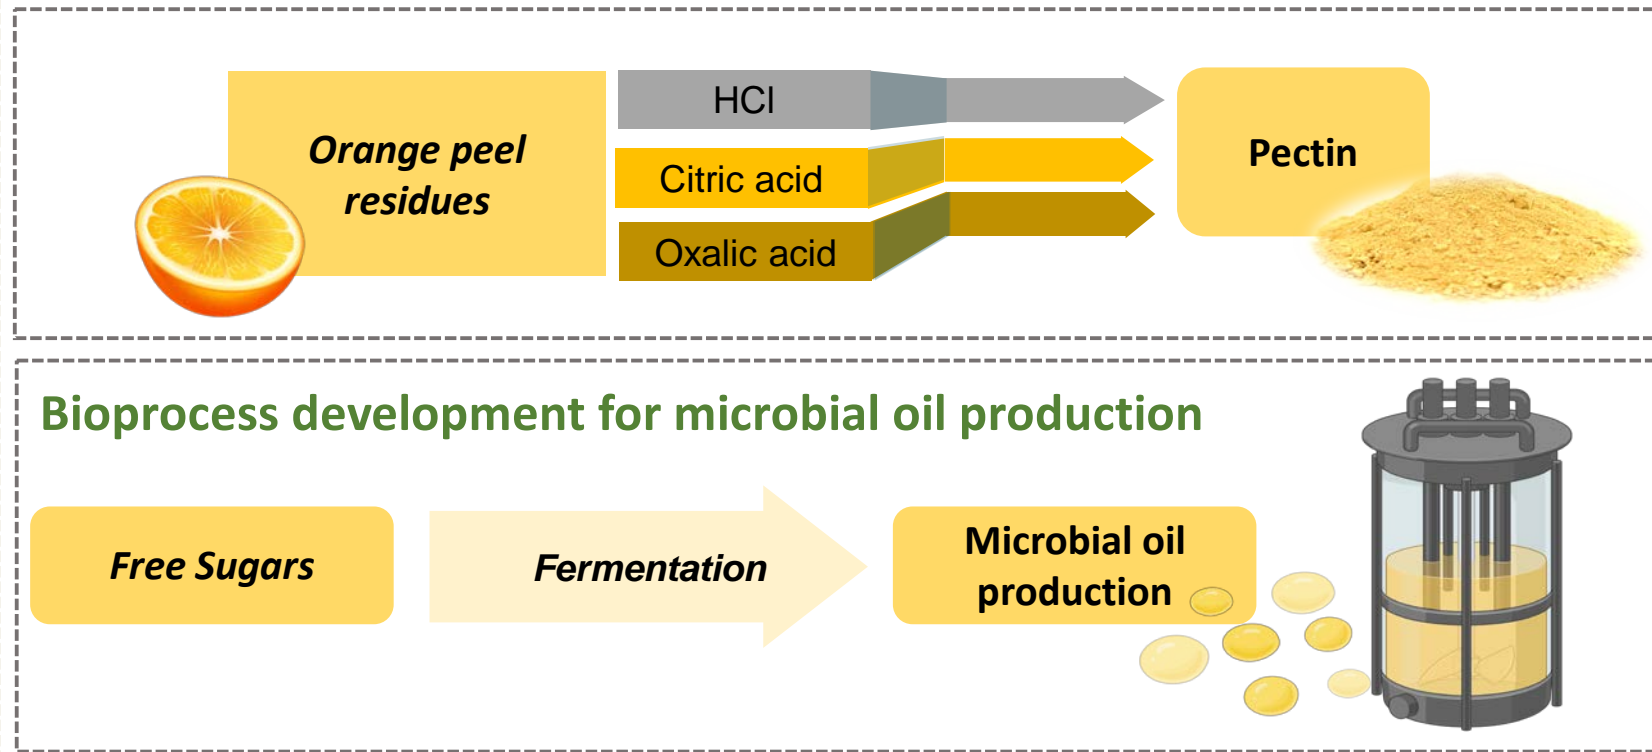 Orange peel
residues
HCl
Citric acid
Oxalic acid
Pectin
Bioprocess development for microbial oil production
Free Sugars
Fermentation
Microbial oil
production